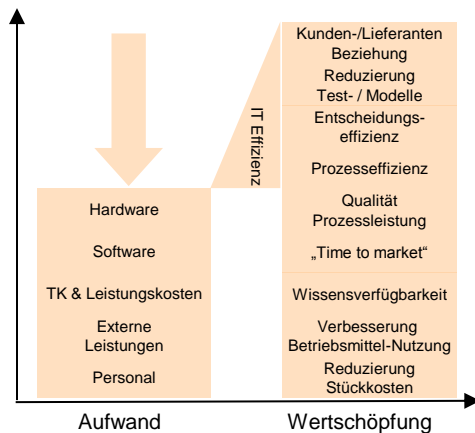 Hardware
Software
TK & Leistungskosten
Externe
Leistungen
Personal
IT Effizienz
Kunden-/Lieferanten
Beziehung
Reduzierung
Test- / Modelle
Entscheidungs-
effizienz
Prozesseffizienz
Qualität
Prozessleistung
„Time to market“
Wissensverfügbarkeit
Verbesserung
Betriebsmittel-Nutzung
Reduzierung
Stückkosten
Aufwand
Wertschöpfung